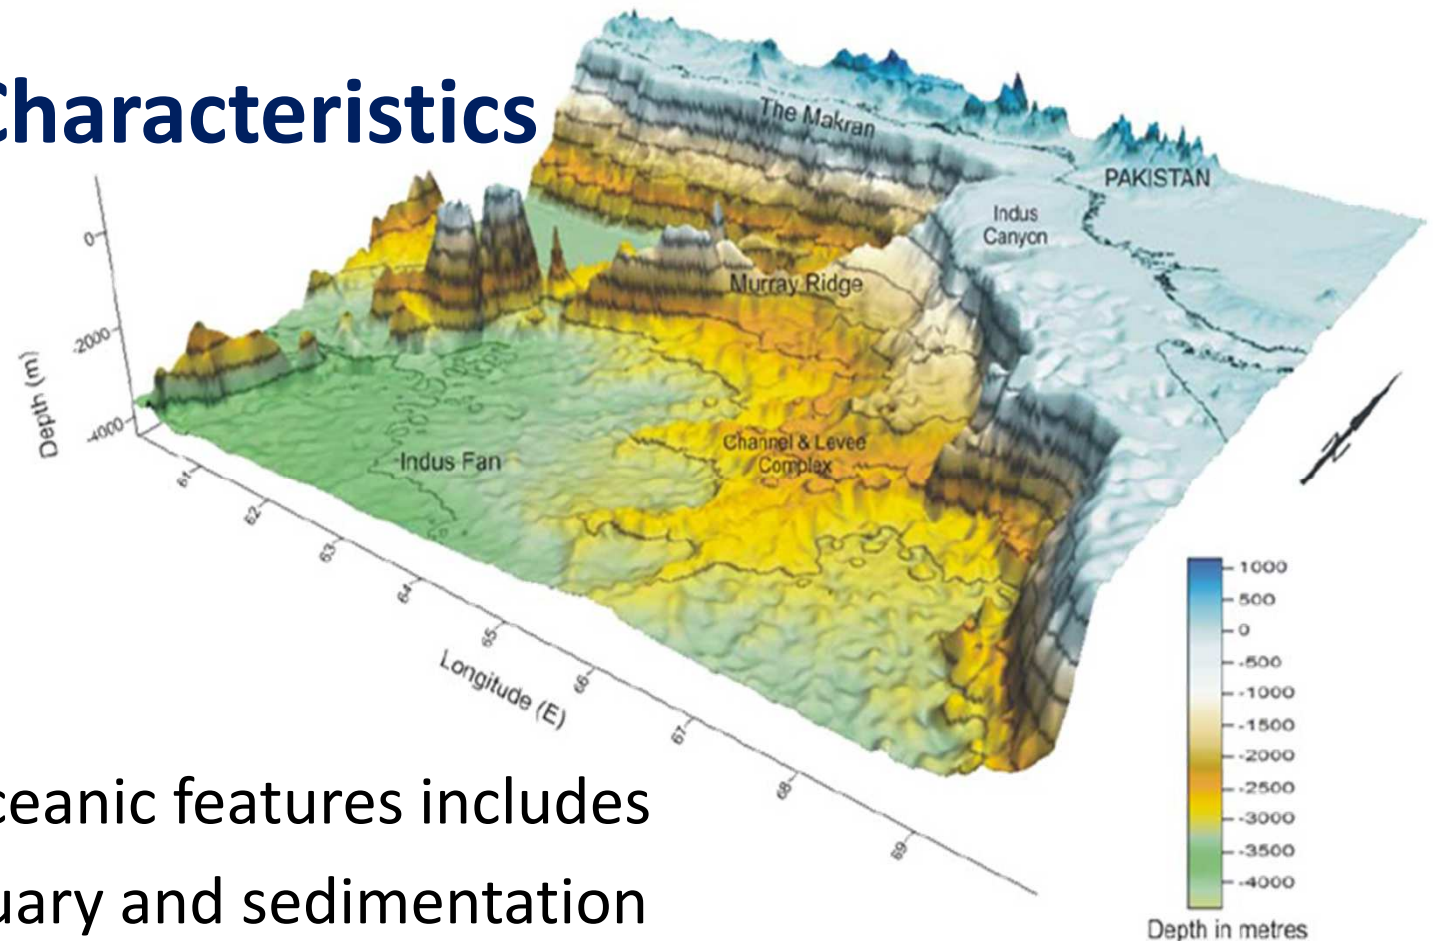 Characteristics
The Makran
PAKISTAN
Indus
Canyon
Murray Ridge
0
-2000
-4000
Depth (m)
Channel & Levee
Complex
Indus Fan
61
62
63
64
65
66
67
68
69
Longitude (E)
N
1000
500
0
-500
-1000
-1500
-2000
-2500
-3000
-3500
-4000
Depth in metres
ceanic features includes
uary and sedimentation